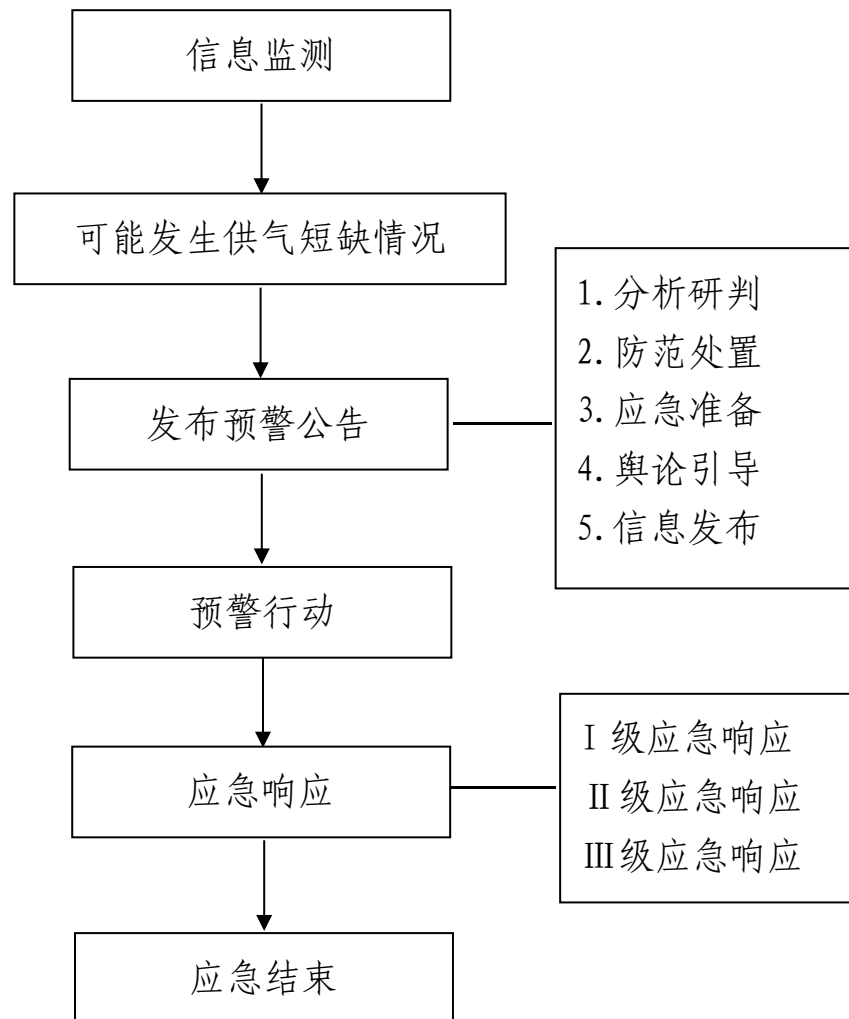 信息监测
可能发生供气短缺情况
发布预警公告
1.分析研判
2.防范处置
3.应急准备
4.舆论引导
5.信息发布
预警行动
应急响应
Ⅰ级应急响应
Ⅱ级应急响应
Ⅲ级应急响应
应急结束